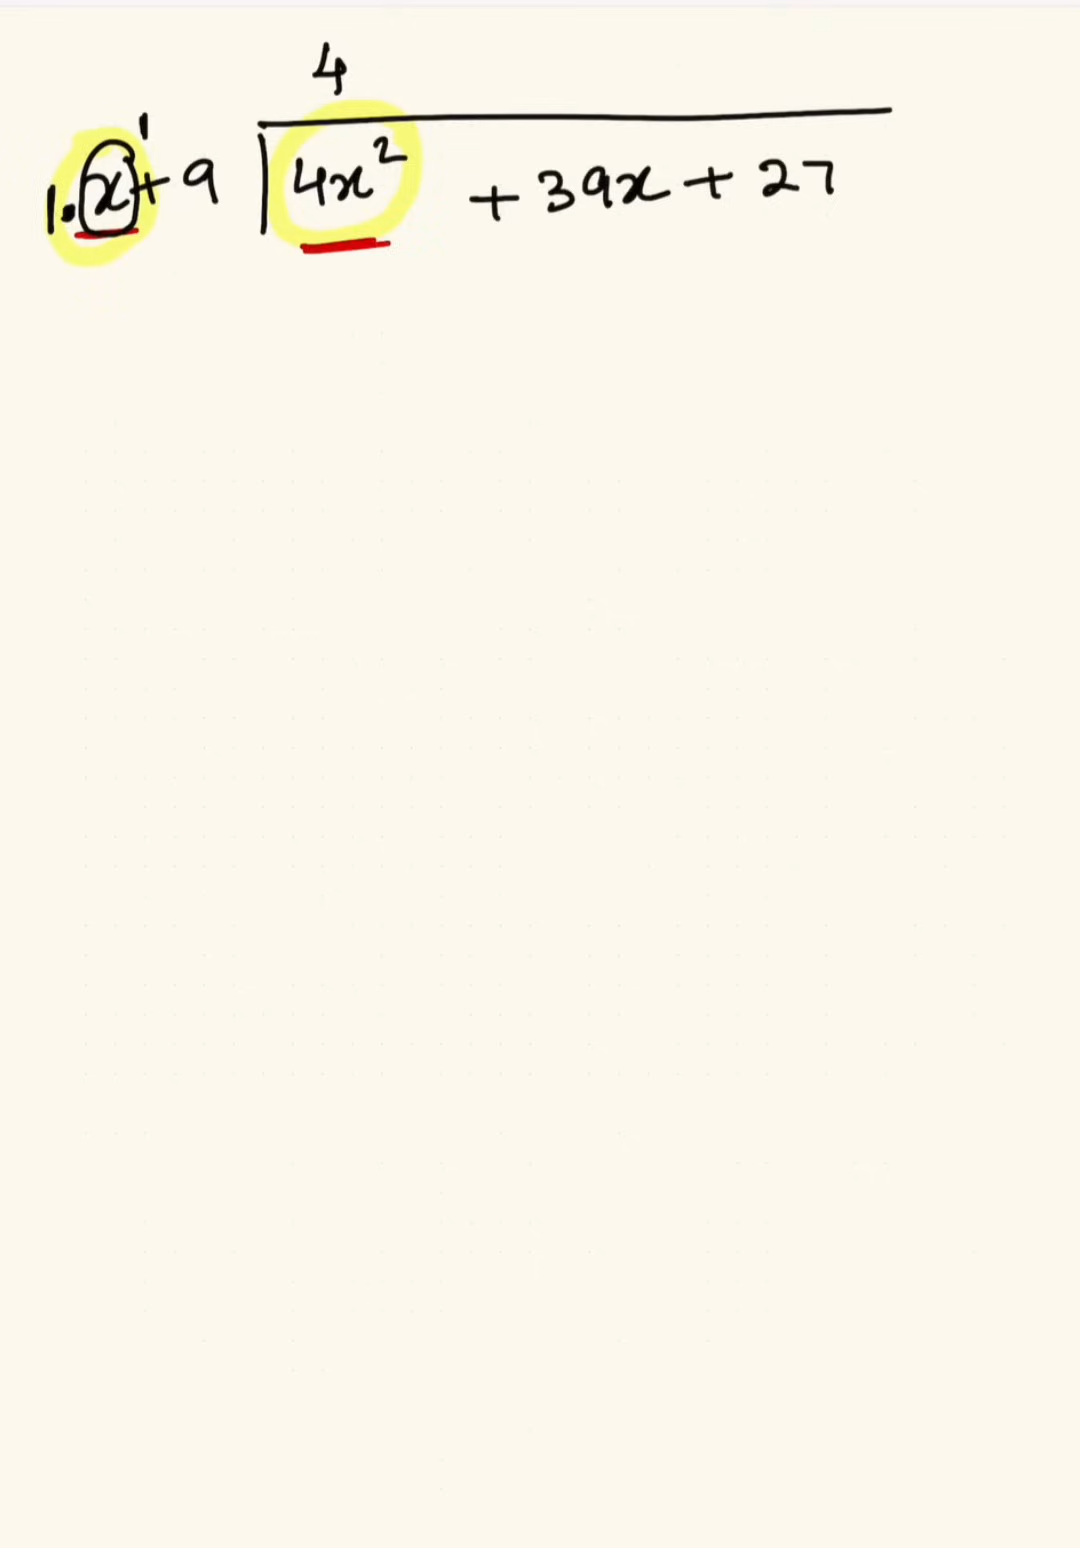 4
1.x¹+9 | 4x² + 39x + 27